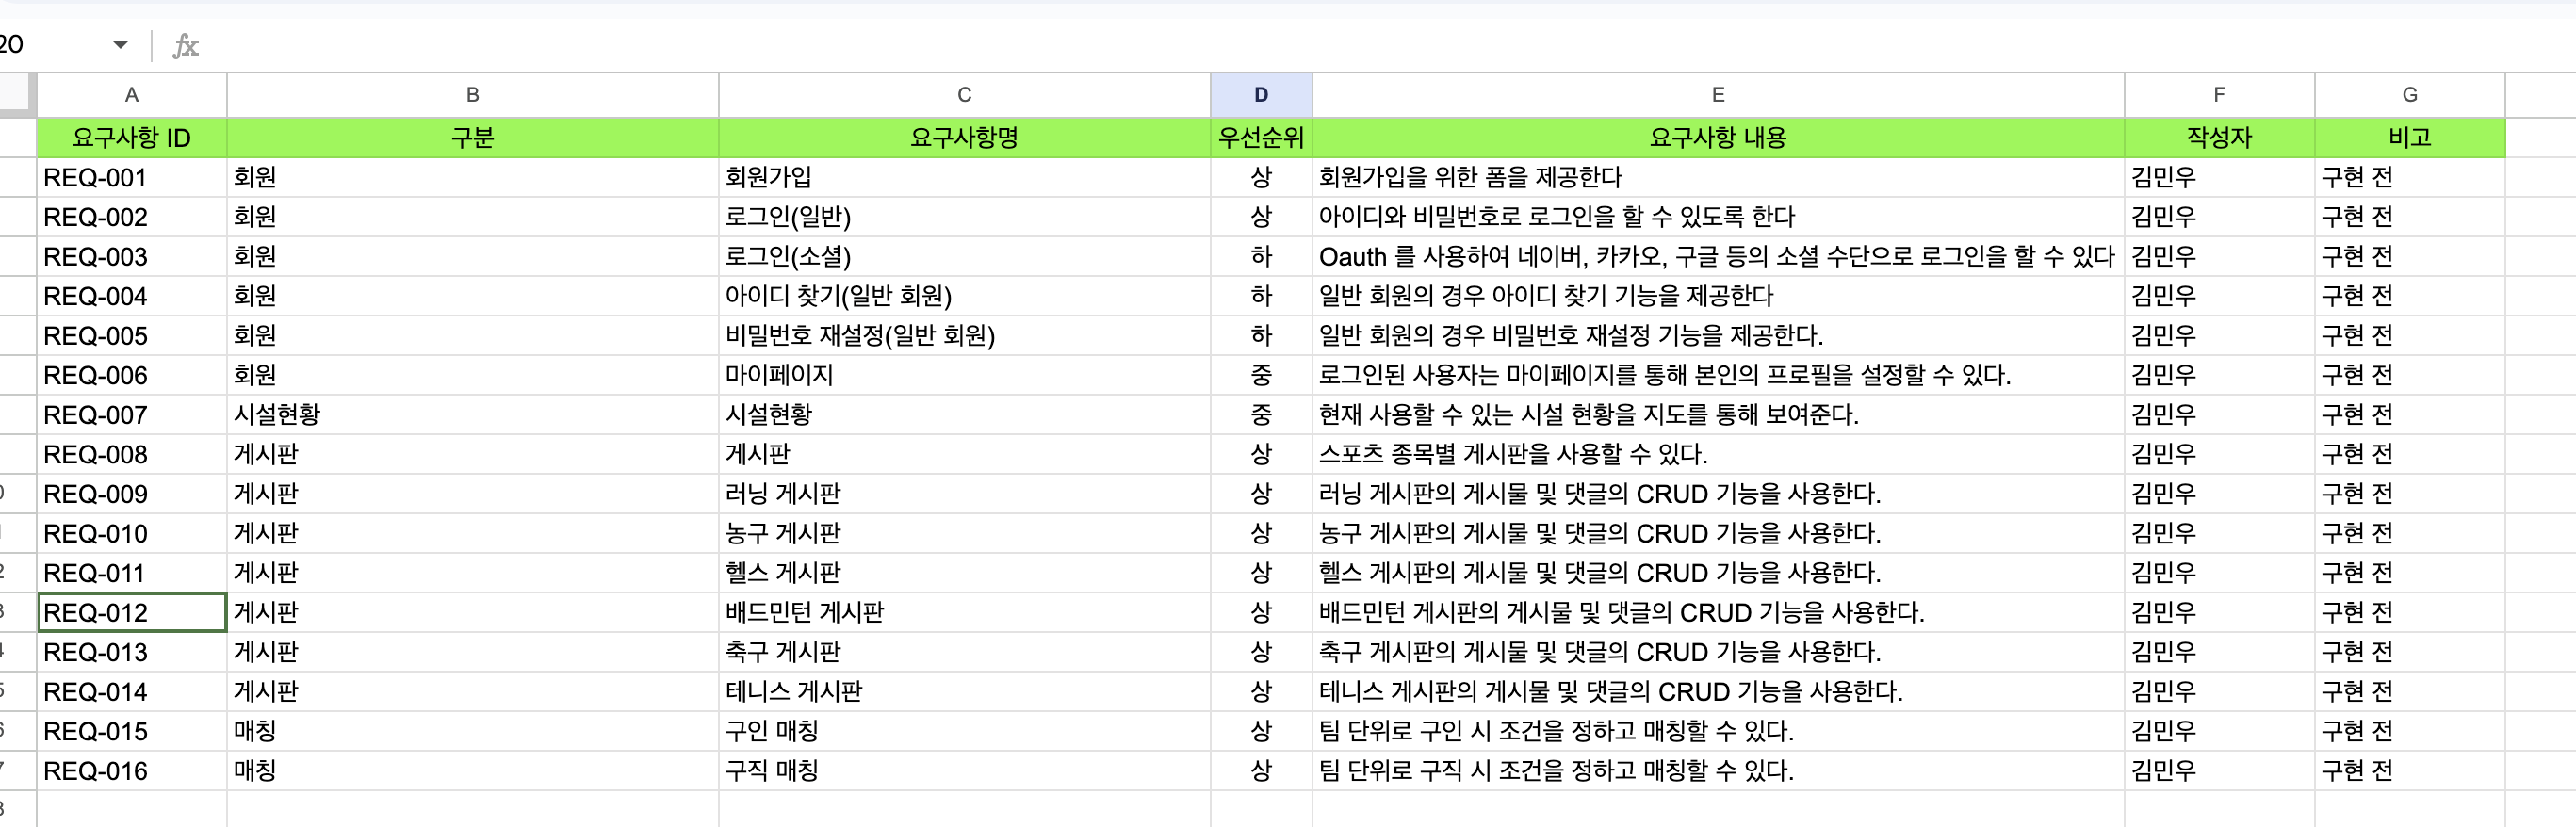 20 fx
A B C D E F G
요구사항 ID 구분 요구사항명 우선순위 요구사항 내용 작성자 비고
REQ-001 회원 회원가입 상 회원가입을 위한 폼을 제공한다 김민우 구현 전
REQ-002 회원 로그인(일반) 상 아이디와 비밀번호로 로그인을 할 수 있도록 한다 김민우 구현 전
REQ-003 회원 로그인(소셜) 하 Oauth 를 사용하여 네이버, 카카오, 구글 등의 소셜 수단으로 로그인을 할 수 있다 김민우 구현 전
REQ-004 회원 아이디 찾기(일반 회원) 하 일반 회원의 경우 아이디 찾기 기능을 제공한다 김민우 구현 전
REQ-005 회원 비밀번호 재설정(일반 회원) 하 일반 회원의 경우 비밀번호 재설정 기능을 제공한다. 김민우 구현 전
REQ-006 회원 마이페이지 중 로그인된 사용자는 마이페이지를 통해 본인의 프로필을 설정할 수 있다. 김민우 구현 전
REQ-007 시설현황 시설현황 중 현재 사용할 수 있는 시설 현황을 지도를 통해 보여준다. 김민우 구현 전
REQ-008 게시판 게시판 상 스포츠 종목별 게시판을 사용할 수 있다. 김민우 구현 전
0 REQ-009 게시판 러닝 게시판 상 러닝 게시판의 게시물 및 댓글의 CRUD 기능을 사용한다. 김민우 구현 전
1 REQ-010 게시판 농구 게시판 상 농구 게시판의 게시물 및 댓글의 CRUD 기능을 사용한다. 김민우 구현 전
2 REQ-011 게시판 헬스 게시판 상 헬스 게시판의 게시물 및 댓글의 CRUD 기능을 사용한다. 김민우 구현 전
3 REQ-012 게시판 배드민턴 게시판 상 배드민턴 게시판의 게시물 및 댓글의 CRUD 기능을 사용한다. 김민우 구현 전
4 REQ-013 게시판 축구 게시판 상 축구 게시판의 게시물 및 댓글의 CRUD 기능을 사용한다. 김민우 구현 전
5 REQ-014 게시판 테니스 게시판 상 테니스 게시판의 게시물 및 댓글의 CRUD 기능을 사용한다. 김민우 구현 전
6 REQ-015 매칭 구인 매칭 상 팀 단위로 구인 시 조건을 정하고 매칭할 수 있다. 김민우 구현 전
7 REQ-016 매칭 구직 매칭 상 팀 단위로 구직 시 조건을 정하고 매칭할 수 있다. 김민우 구현 전
8